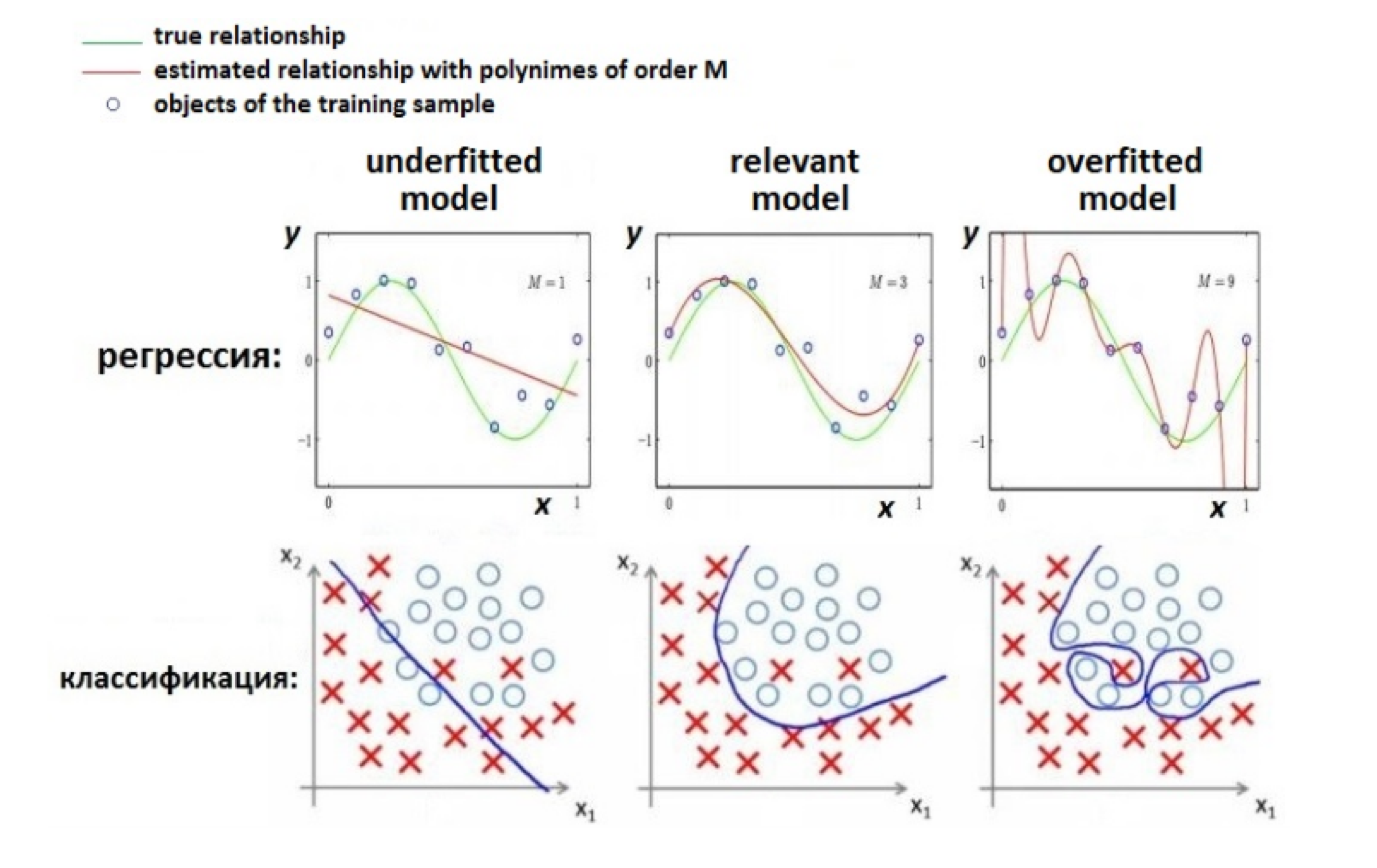 true relationship
estimated relationship with polynimes of order M
objects of the training sample
underfitted
model
relevant
model
overfitted
model
регрессия:
y
1
0
-1
M = 1
0
x
1
y
1
0
-1
M = 3
0
x
1
y
1
0
-1
M = 9
0
x
1
классификация:
x2
x1
x2
x1
x2
x1